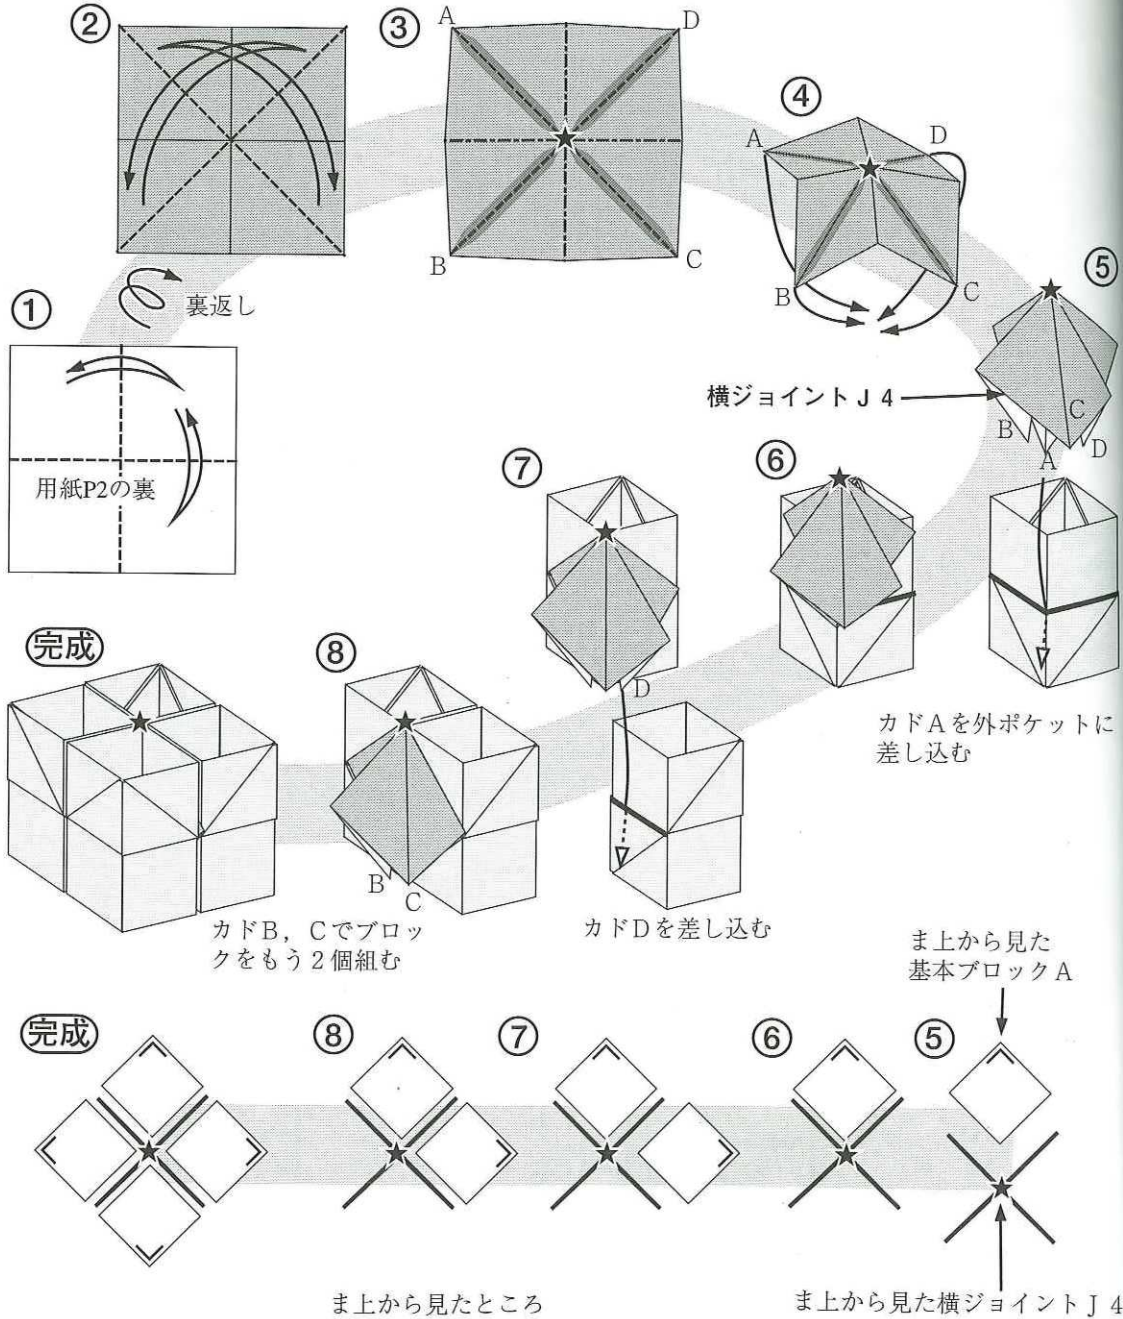 ②
③
A
D
B
C
④
A
D
B
C
①
裏返し
用紙P2の裏
⑤
横ジョイントJ 4
B
C
A
D
⑥
⑦
D
カドAを外ポケットに
差し込む
完成
⑧
B
C
カドB，Cでブロッ
クをもう2個組む
カドDを差し込む
ま上から見た
基本ブロックA
完成
⑧
⑦
⑥
⑤
ま上から見たところ
ま上から見た横ジョイントJ 4